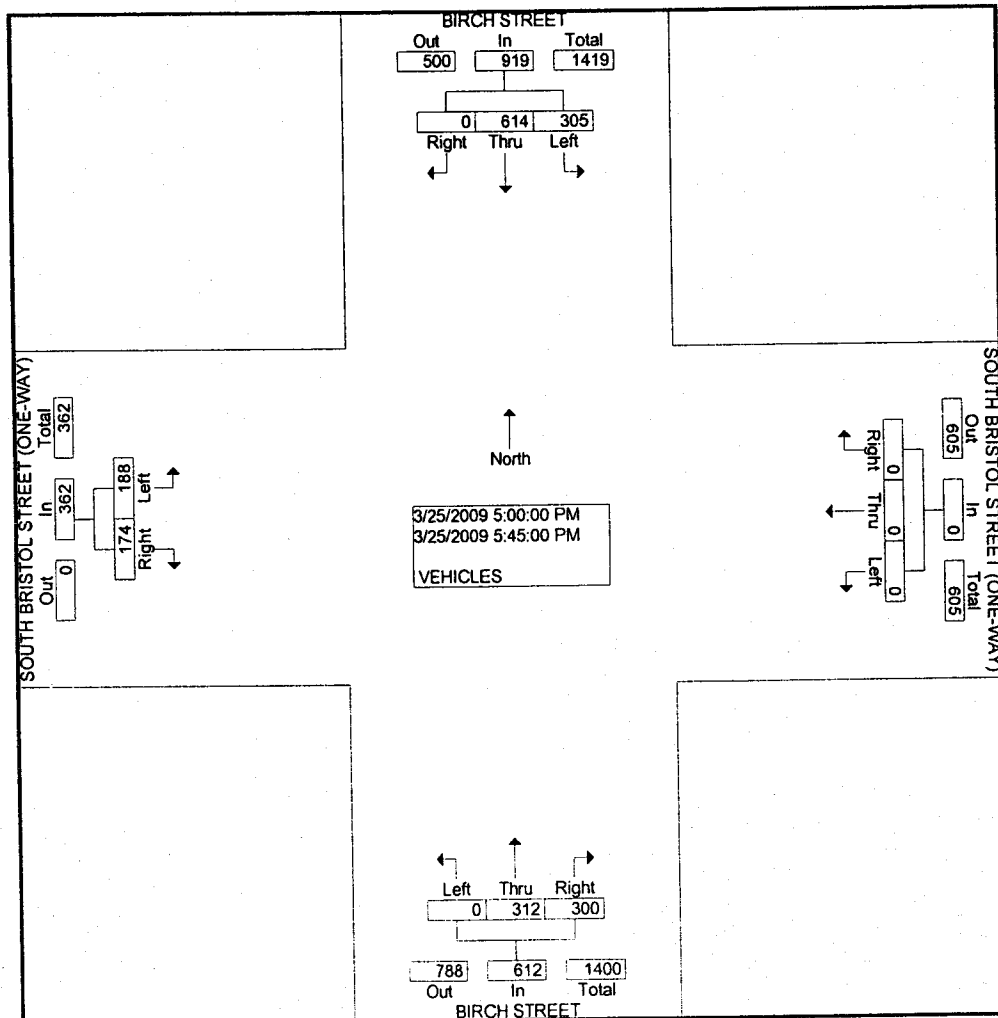 BIRCH STREET
Out In Total
500 919 1419
0 614 305
Right Thru Left
SOUTH BRISTOL STREET (ONE-WAY)
Total In Out
362 362 0
188 174
Left Right
North
3/25/2009 5:00:00 PM
3/25/2009 5:45:00 PM
VEHICLES
SOUTH BRISTOL STREET (ONE-WAY)
Out In Total
605 0 605
0 0 0
Right Thru Left
Left Thru Right
0 312 300
788 612 1400
Out In Total
BIRCH STREET